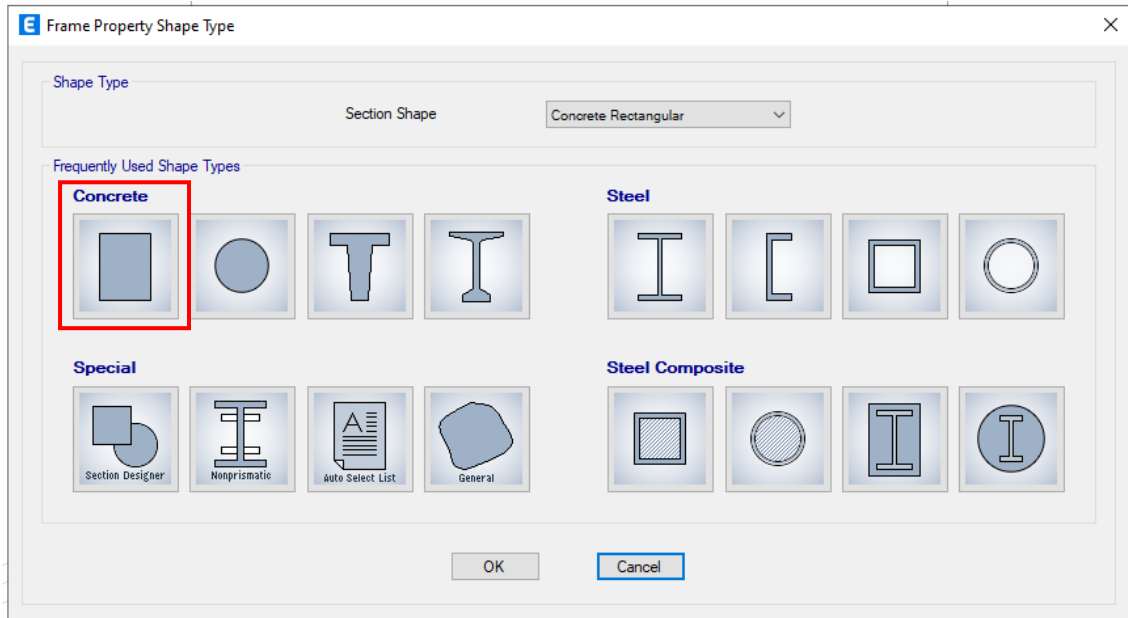 E Frame Property Shape Type
Shape Type
Section Shape
Concrete Rectangular
Frequently Used Shape Types
Concrete
Steel
Special
Steel Composite
Section Designer
Nonprismatic
A
Auto Select List
General
OK
Cancel